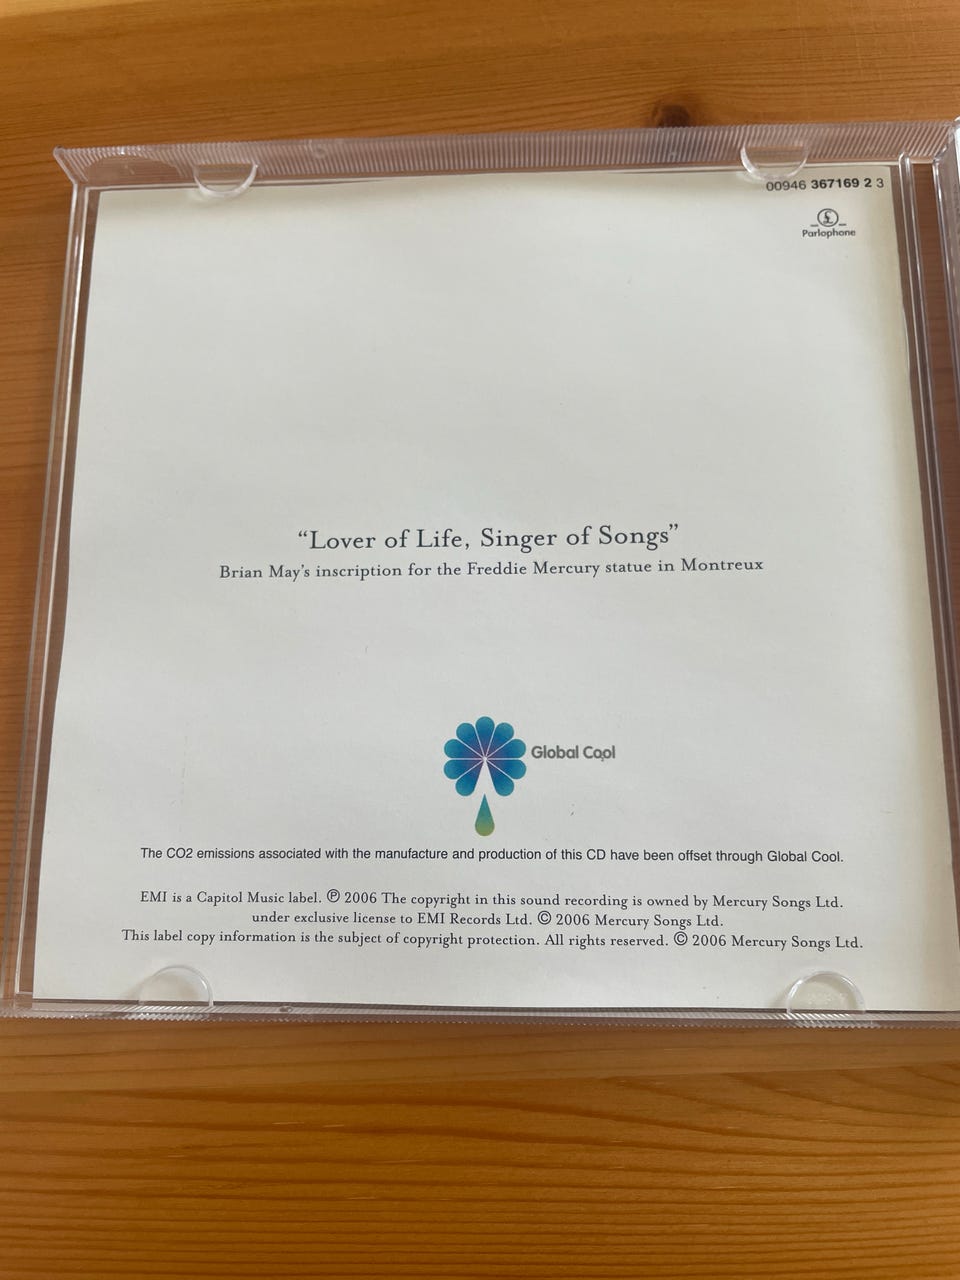 00946 367169 2 3
£
Parlophone
“Lover of Life, Singer of Songs”
Brian May’s inscription for the Freddie Mercury statue in Montreux
Global Cool
The CO2 emissions associated with the manufacture and production of this CD have been offset through Global Cool.
EMI is a Capitol Music label. ℗ 2006 The copyright in this sound recording is owned by Mercury Songs Ltd.
under exclusive license to EMI Records Ltd. © 2006 Mercury Songs Ltd.
This label copy information is the subject of copyright protection. All rights reserved. © 2006 Mercury Songs Ltd.